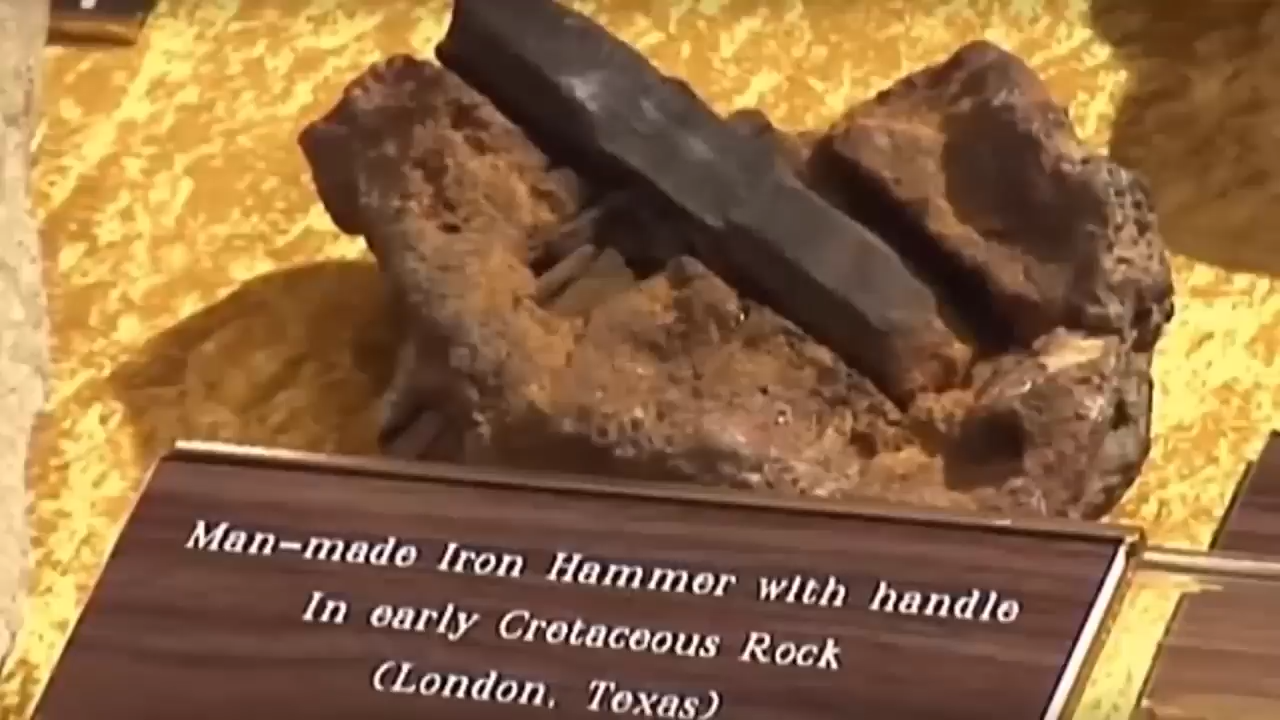 Man-made Iron Hammer with handle
In early Cretaceous Rock
(London, Texas)